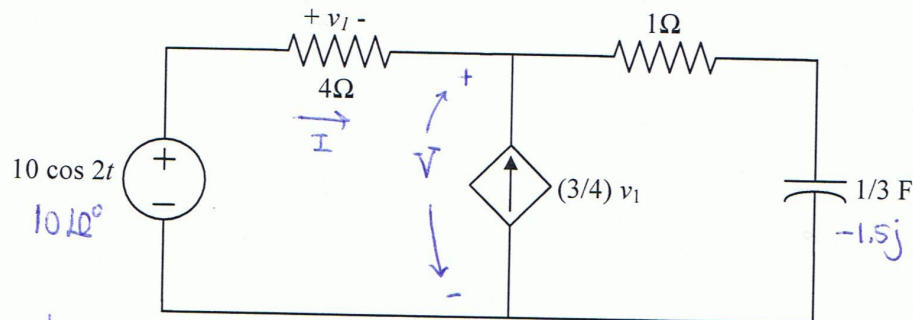 + v₁ -
4Ω
I
1Ω
+
V
-
+
−
10 cos 2t
10∠0°
(3/4) v₁
1/3 F
-1.5j